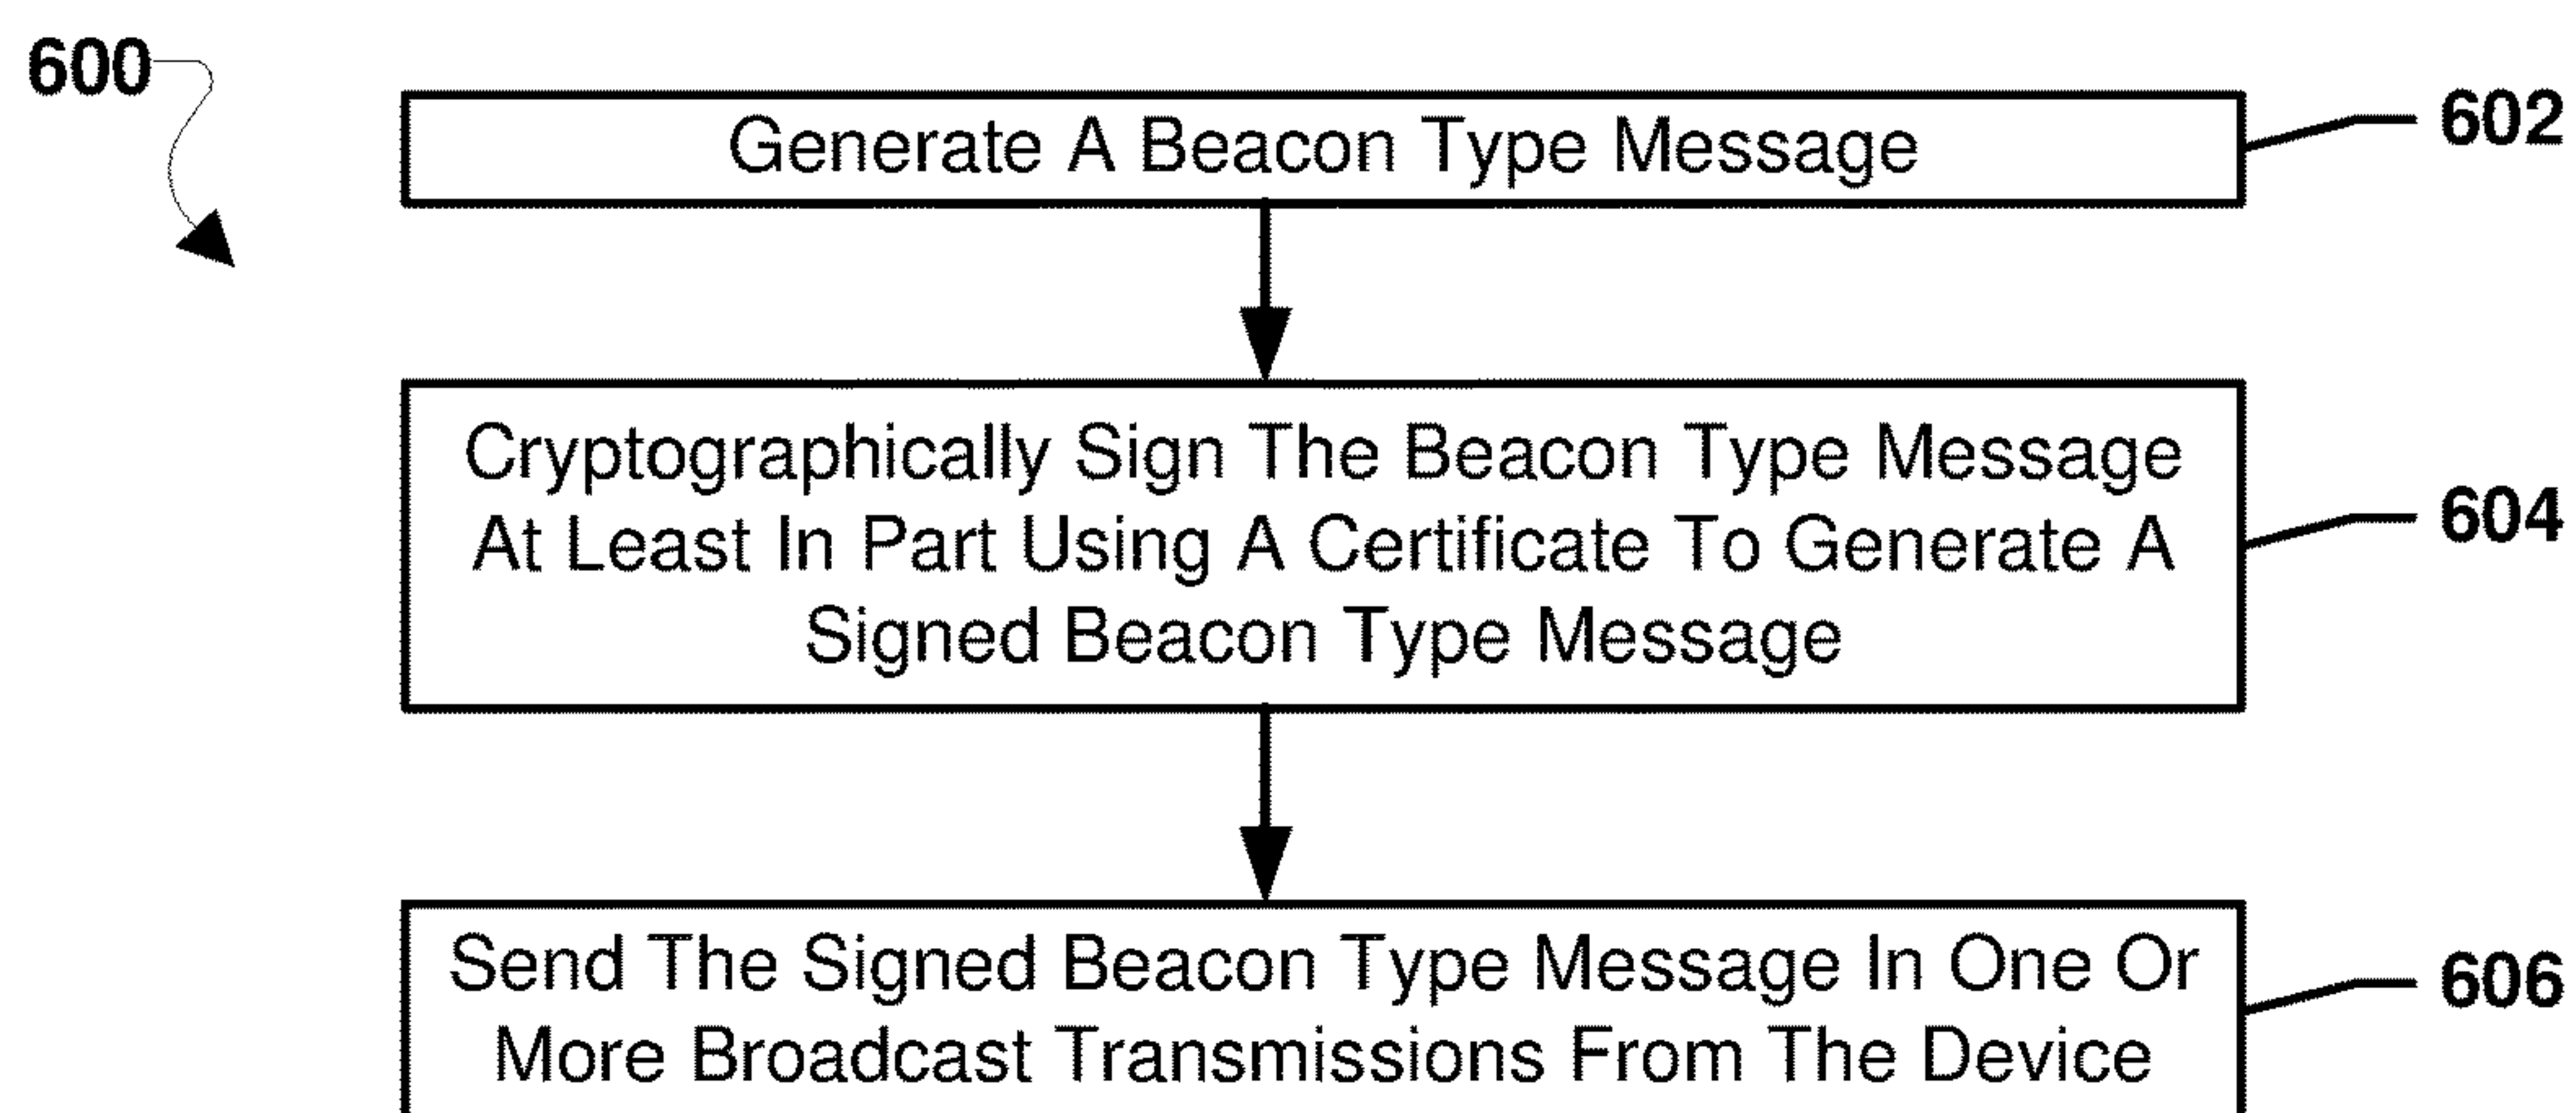 600
Generate A Beacon Type Message
602
Cryptographically Sign The Beacon Type Message
At Least In Part Using A Certificate To Generate A
Signed Beacon Type Message
604
Send The Signed Beacon Type Message In One Or
More Broadcast Transmissions From The Device
606